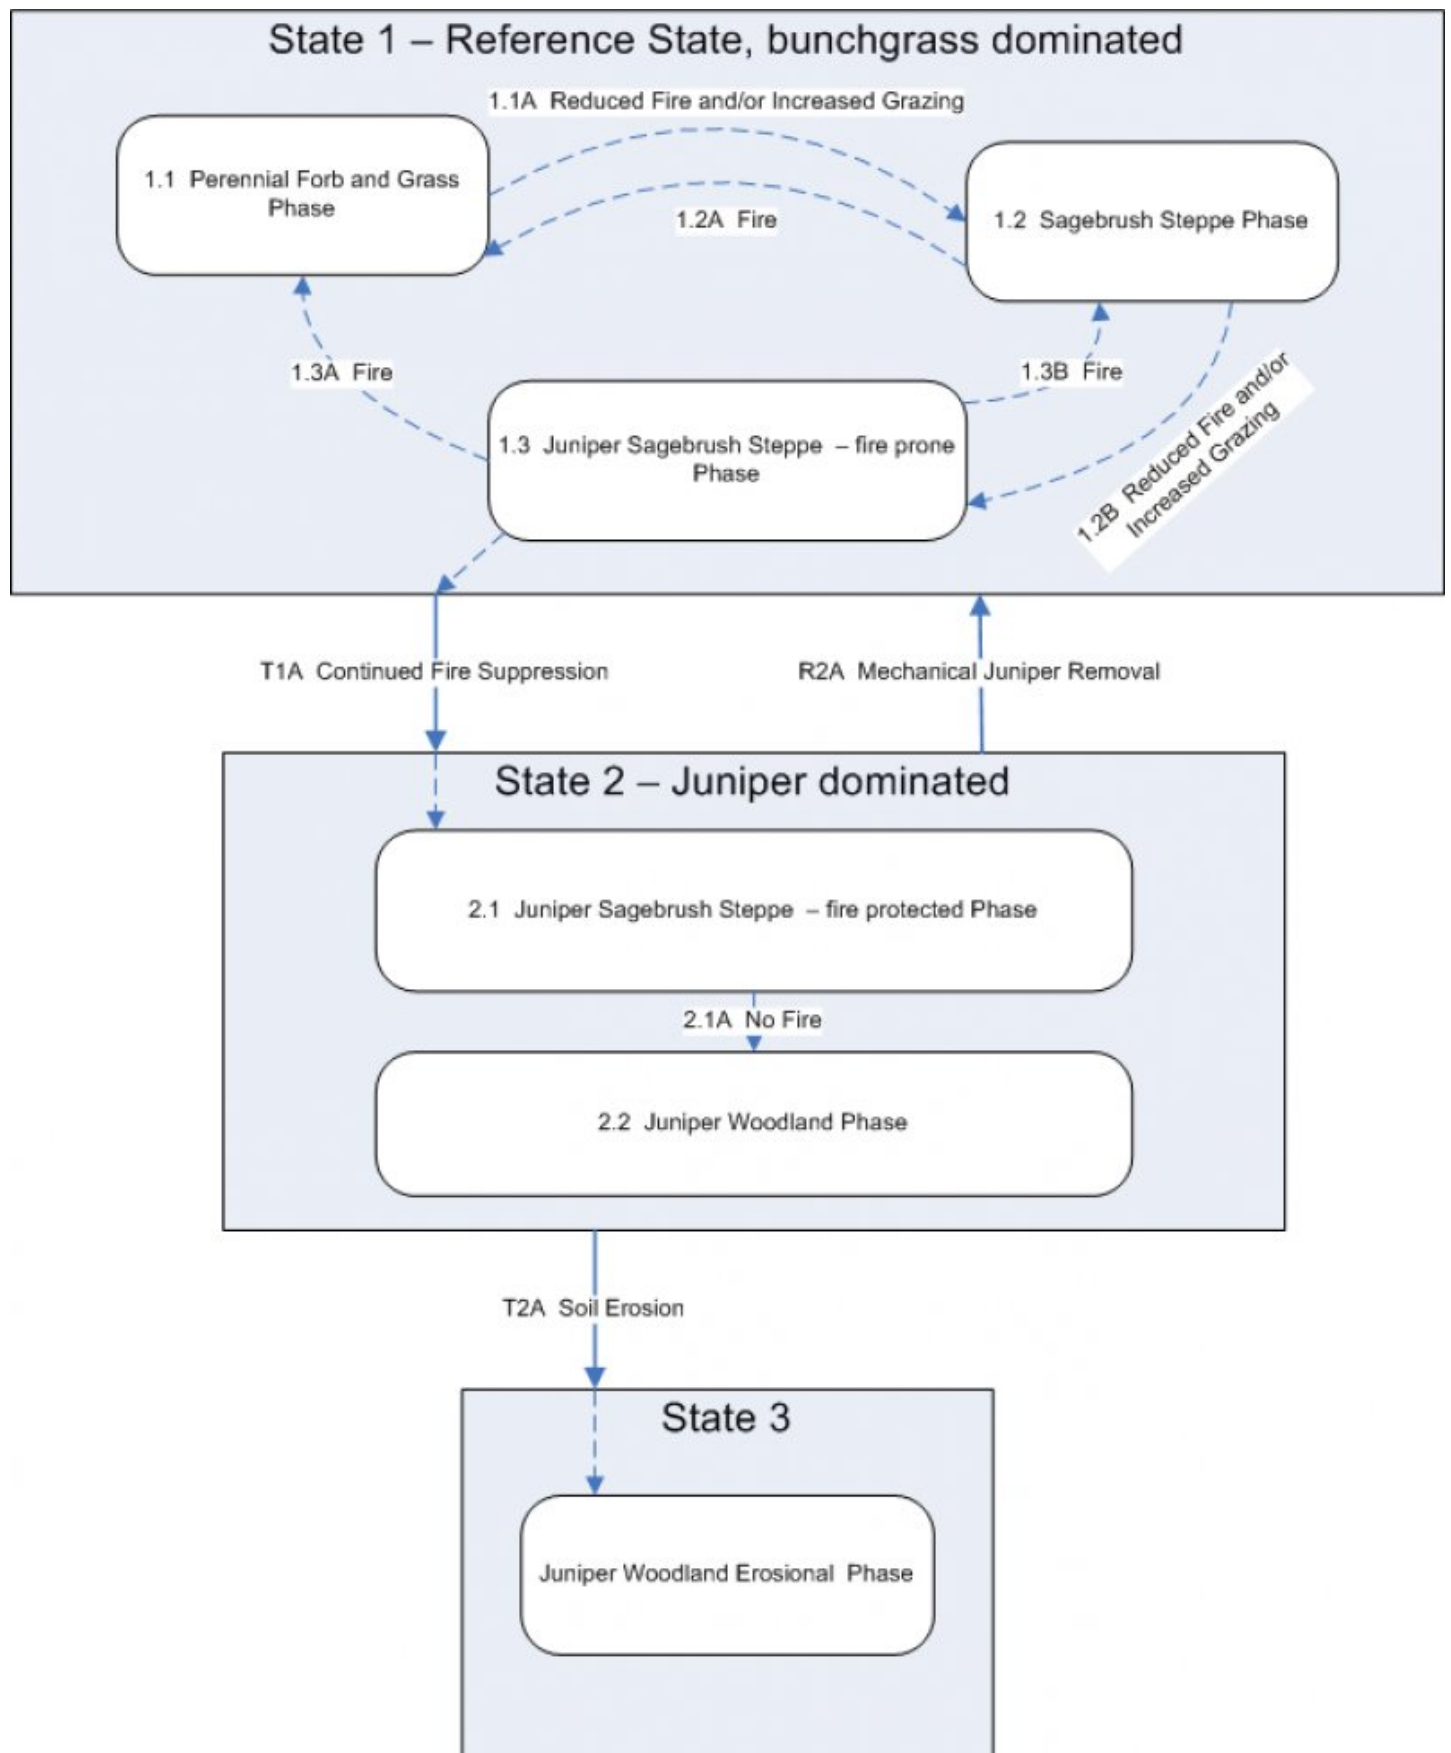 State 1 – Reference State, bunchgrass dominated
1.1A Reduced Fire and/or Increased Grazing
1.1 Perennial Forb and Grass
Phase
1.2A Fire
1.2 Sagebrush Steppe Phase
1.3A Fire
1.3B Fire
1.2B Reduced Fire and/or
Increased Grazing
1.3 Juniper Sagebrush Steppe – fire prone
Phase
T1A Continued Fire Suppression
R2A Mechanical Juniper Removal
State 2 – Juniper dominated
2.1 Juniper Sagebrush Steppe – fire protected Phase
2.1A No Fire
2.2 Juniper Woodland Phase
T2A Soil Erosion
State 3
Juniper Woodland Erosional Phase